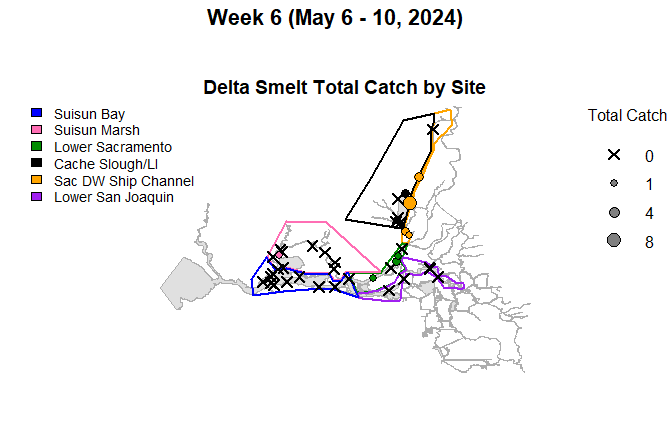 Week 6 (May 6 - 10, 2024)
Delta Smelt Total Catch by Site
Suisun Bay
Suisun Marsh
Lower Sacramento
Cache Slough/LI
Sac DW Ship Channel
Lower San Joaquin
Total Catch
0
1
4
8